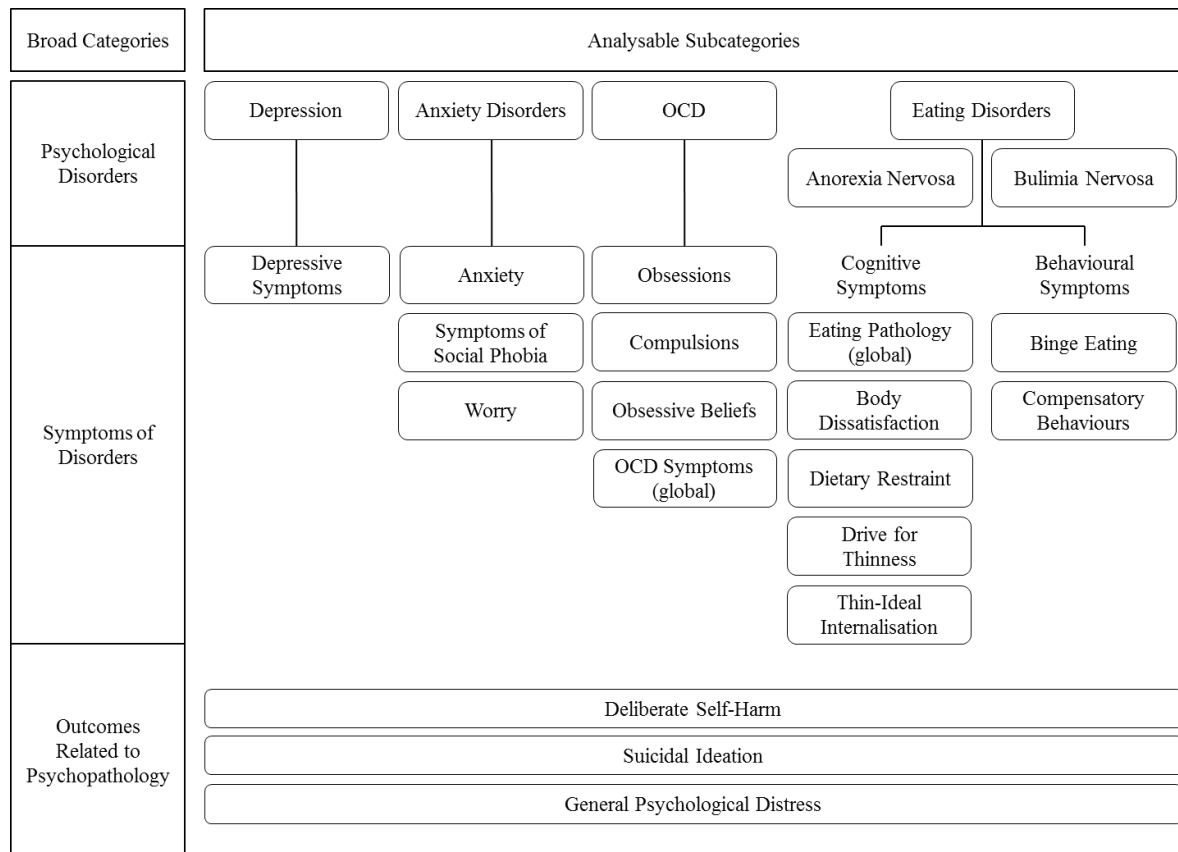 Broad Categories
Analysable Subcategories
Psychological
Disorders
Depression
Anxiety Disorders
OCD
Eating Disorders
Anorexia Nervosa
Bulimia Nervosa
Symptoms of
Disorders
Depressive
Symptoms
Anxiety
Symptoms of
Social Phobia
Worry
Obsessions
Compulsions
Obsessive Beliefs
OCD Symptoms
(global)
Cognitive
Symptoms
Eating Pathology
(global)
Body
Dissatisfaction
Dietary Restraint
Drive for
Thinness
Thin-Ideal
Internalisation
Behavioural
Symptoms
Binge Eating
Compensatory
Behaviours
Outcomes
Related to
Psychopathology
Deliberate Self-Harm
Suicidal Ideation
General Psychological Distress